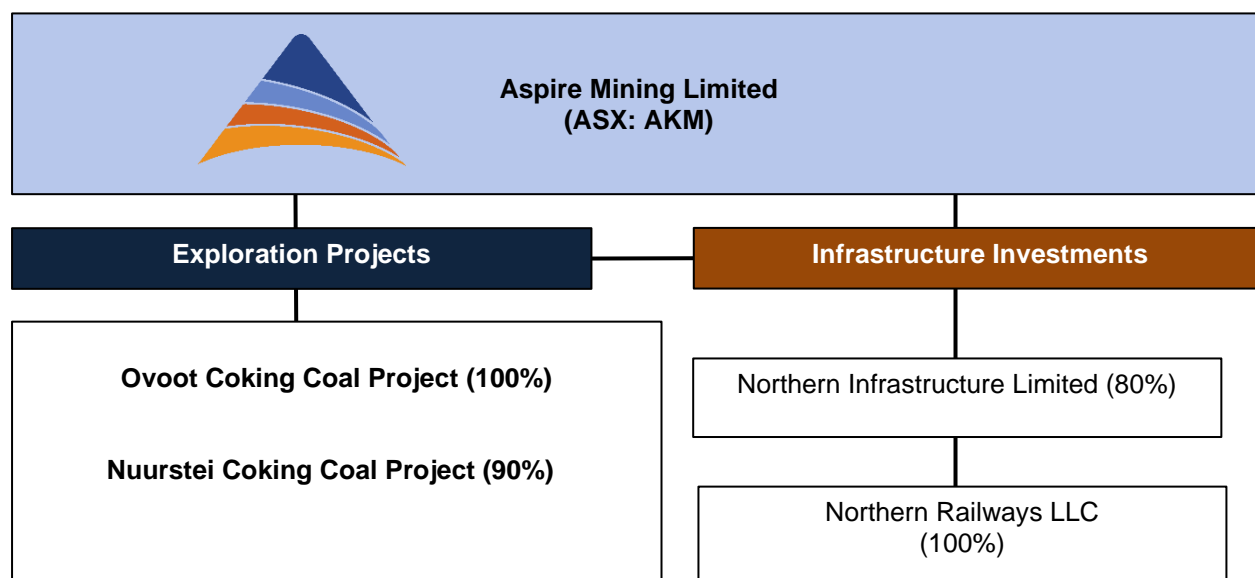 Aspire Mining Limited
(ASX: AKM)
Exploration Projects
Infrastructure Investments
Ovoot Coking Coal Project (100%)
Nuurstei Coking Coal Project (90%)
Northern Infrastructure Limited (80%)
Northern Railways LLC
(100%)